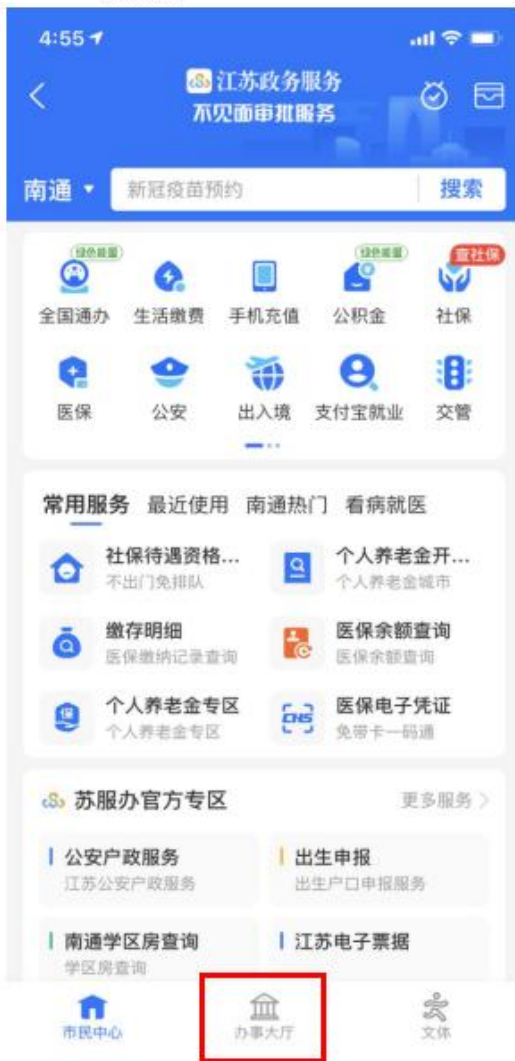 4:55
江苏政务服务
不见面审批服务
南通 新冠疫苗预约 搜索
绿色能量 绿色能量 查社保
全国通办 生活缴费 手机充值 公积金 社保
医保 公安 出入境 支付宝就业 交管
常用服务 最近使用 南通热门 看病就医
社保待遇资格... 个人养老金开...
不出门免排队 个人养老金城市
缴存明细 医保余额查询
医保缴纳记录查询 医保余额查询
个人养老金专区 医保电子凭证
个人养老金专区 免带卡一码通
苏服办官方专区 更多服务
公安户政服务 出生申报
江苏公安户政服务 出生户口申报服务
南通学区房查询 江苏电子票据
学区房查询
市民中心 办事大厅 文体